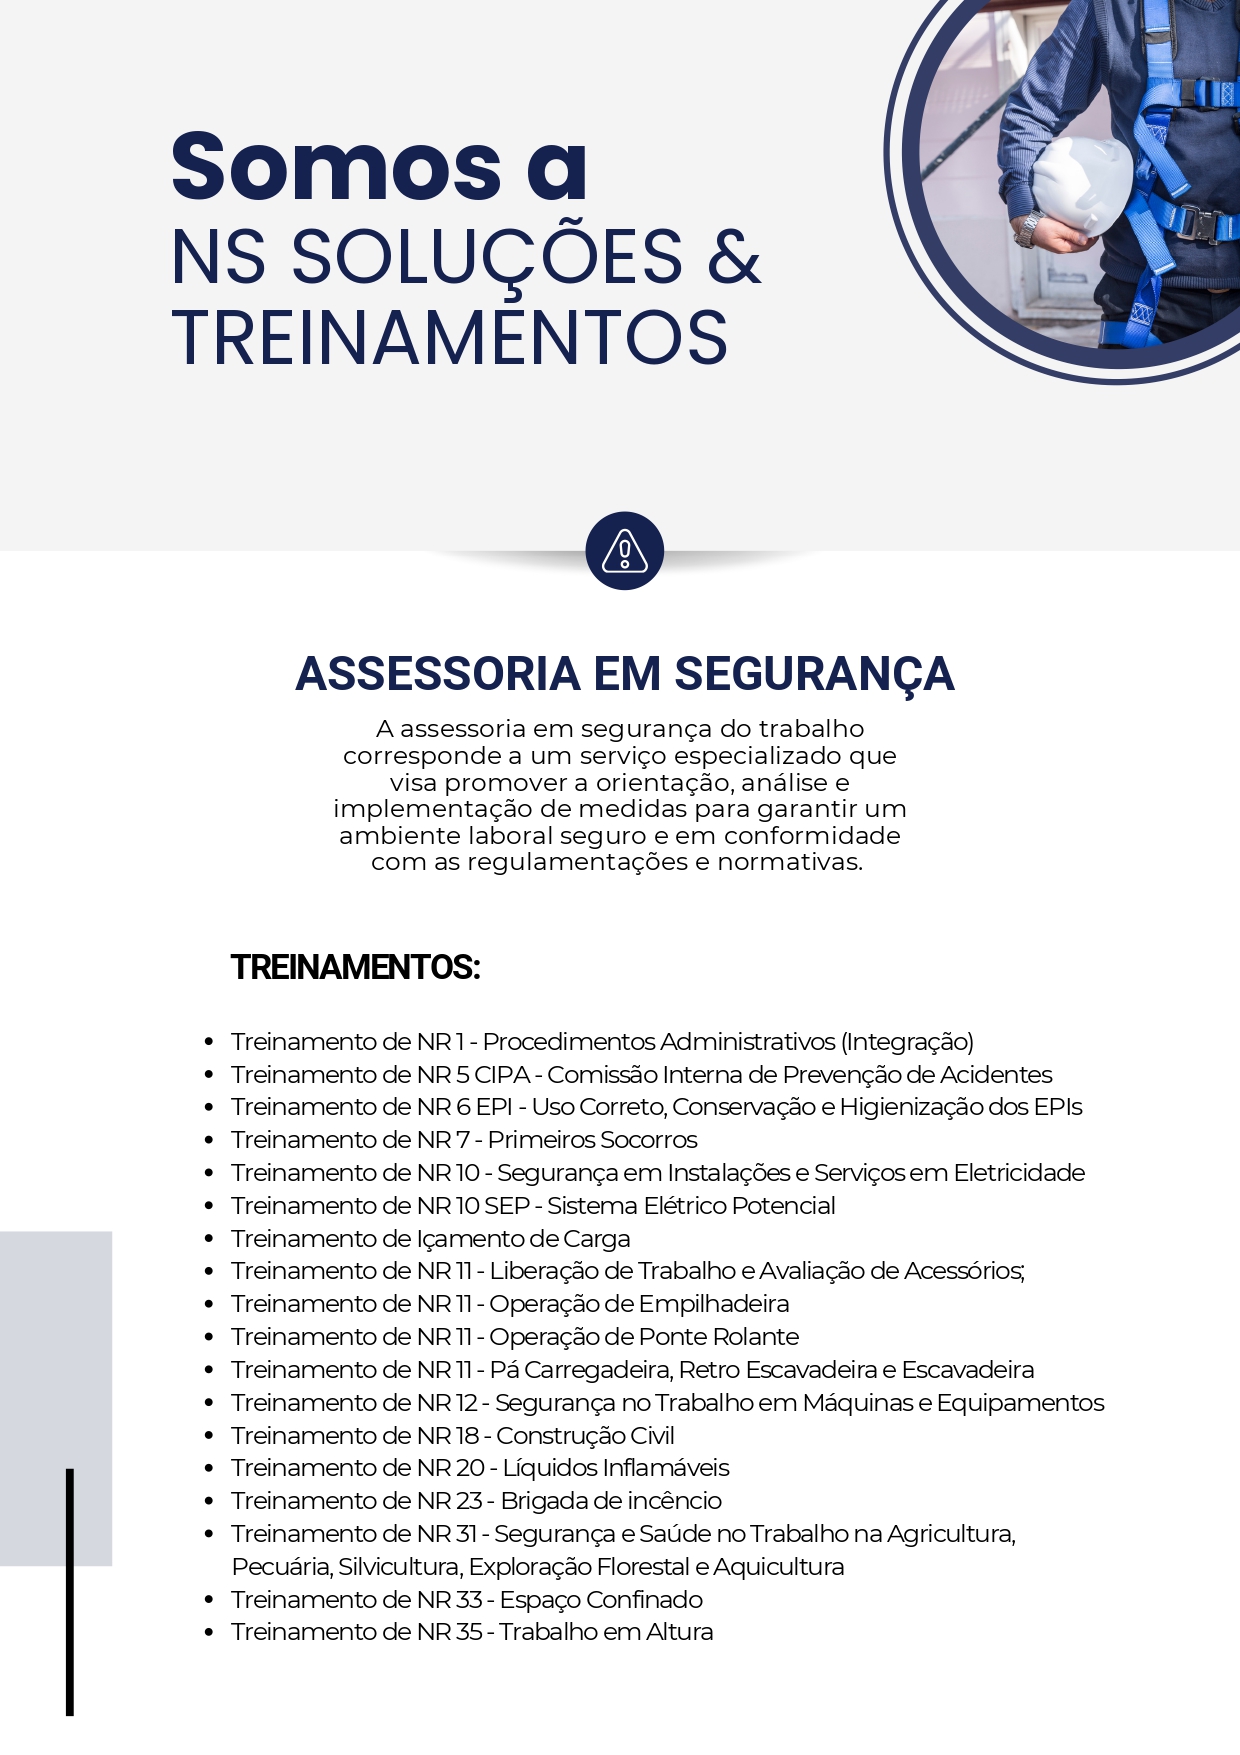 Somos a
NS SOLUÇÕES &
TREINAMENTOS
ASSESSORIA EM SEGURANÇA
A assessoria em segurança do trabalho
corresponde a um serviço especializado que
visa promover a orientação, análise e
implementação de medidas para garantir um
ambiente laboral seguro e em conformidade
com as regulamentações e normativas.
TREINAMENTOS:
• Treinamento de NR 1 - Procedimentos Administrativos (Integração)
• Treinamento de NR 5 CIPA - Comissão Interna de Prevenção de Acidentes
• Treinamento de NR 6 EPI - Uso Correto, Conservação e Higienização dos EPIs
• Treinamento de NR 7 - Primeiros Socorros
• Treinamento de NR 10 - Segurança em Instalações e Serviços em Eletricidade
• Treinamento de NR 10 SEP - Sistema Elétrico Potencial
• Treinamento de Içamento de Carga
• Treinamento de NR 11 - Liberação de Trabalho e Avaliação de Acessórios;
• Treinamento de NR 11 - Operação de Empilhadeira
• Treinamento de NR 11 - Operação de Ponte Rolante
• Treinamento de NR 11 - Pá Carregadeira, Retro Escavadeira e Escavadeira
• Treinamento de NR 12 - Segurança no Trabalho em Máquinas e Equipamentos
• Treinamento de NR 18 - Construção Civil
• Treinamento de NR 20 - Líquidos Inflamáveis
• Treinamento de NR 23 - Brigada de incêncio
• Treinamento de NR 31 - Segurança e Saúde no Trabalho na Agricultura,
Pecuária, Silvicultura, Exploração Florestal e Aquicultura
• Treinamento de NR 33 - Espaço Confinado
• Treinamento de NR 35 - Trabalho em Altura